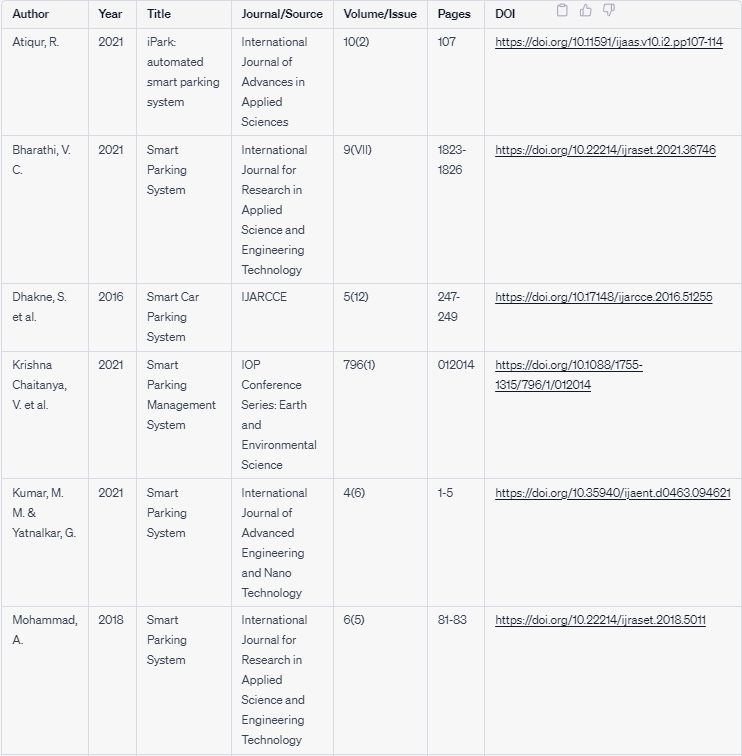 Author Year Title Journal/Source Volume/Issue Pages DOI
Atiqur, R. 2021 iPark: International 10(2) 107 https://doi.org/10.11591/ijaas.v10.i2.pp107-114
automated Journal of
smart parking Advances in
system Applied
Sciences
Bharathi, V. 2021 Smart International 9(VII) 1823- https://doi.org/10.22214/ijraset.2021.36746
C. Parking Journal for 1826
System Research in
Applied
Science and
Engineering
Technology
Dhakne, S. 2016 Smart Car IJARCCE 5(12) 247- https://doi.org/10.17148/ijarcce.2016.51255
et al. Parking 249
System
Krishna 2021 Smart IOP 796(1) 012014 https://doi.org/10.1088/1755-
Chaitanya, Parking Conference 1315/796/1/012014
V. et al. Management Series: Earth
System and
Environmental
Science
Kumar, M. 2021 Smart International 4(6) 1-5 https://doi.org/10.35940/ijaent.d0463.094621
M. & Parking Journal of
Yatnalkar, G. System Advanced
Engineering
and Nano
Technology
Mohammad, 2018 Smart International 6(5) 81-83 https://doi.org/10.22214/ijraset.2018.5011
A. Parking Journal for
System Research in
Applied
Science and
Engineering
Technology